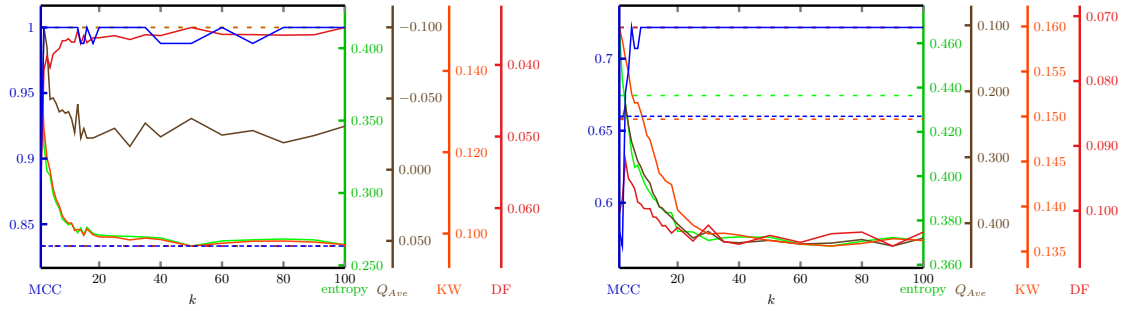 1
0.95
0.9
0.85
20 40 60 80 100
MCC
k
0.400
0.350
0.300
0.250
entropy
−0.100
−0.050
0.000
0.050
Q_Ave
0.140
0.120
0.100
KW
0.040
0.050
0.060
DF
0.7
0.65
0.6
20 40 60 80 100
MCC
k
0.460
0.440
0.420
0.400
0.380
0.360
entropy
0.100
0.200
0.300
0.400
Q_Ave
0.160
0.155
0.150
0.145
0.140
0.135
KW
0.070
0.080
0.090
0.100
DF